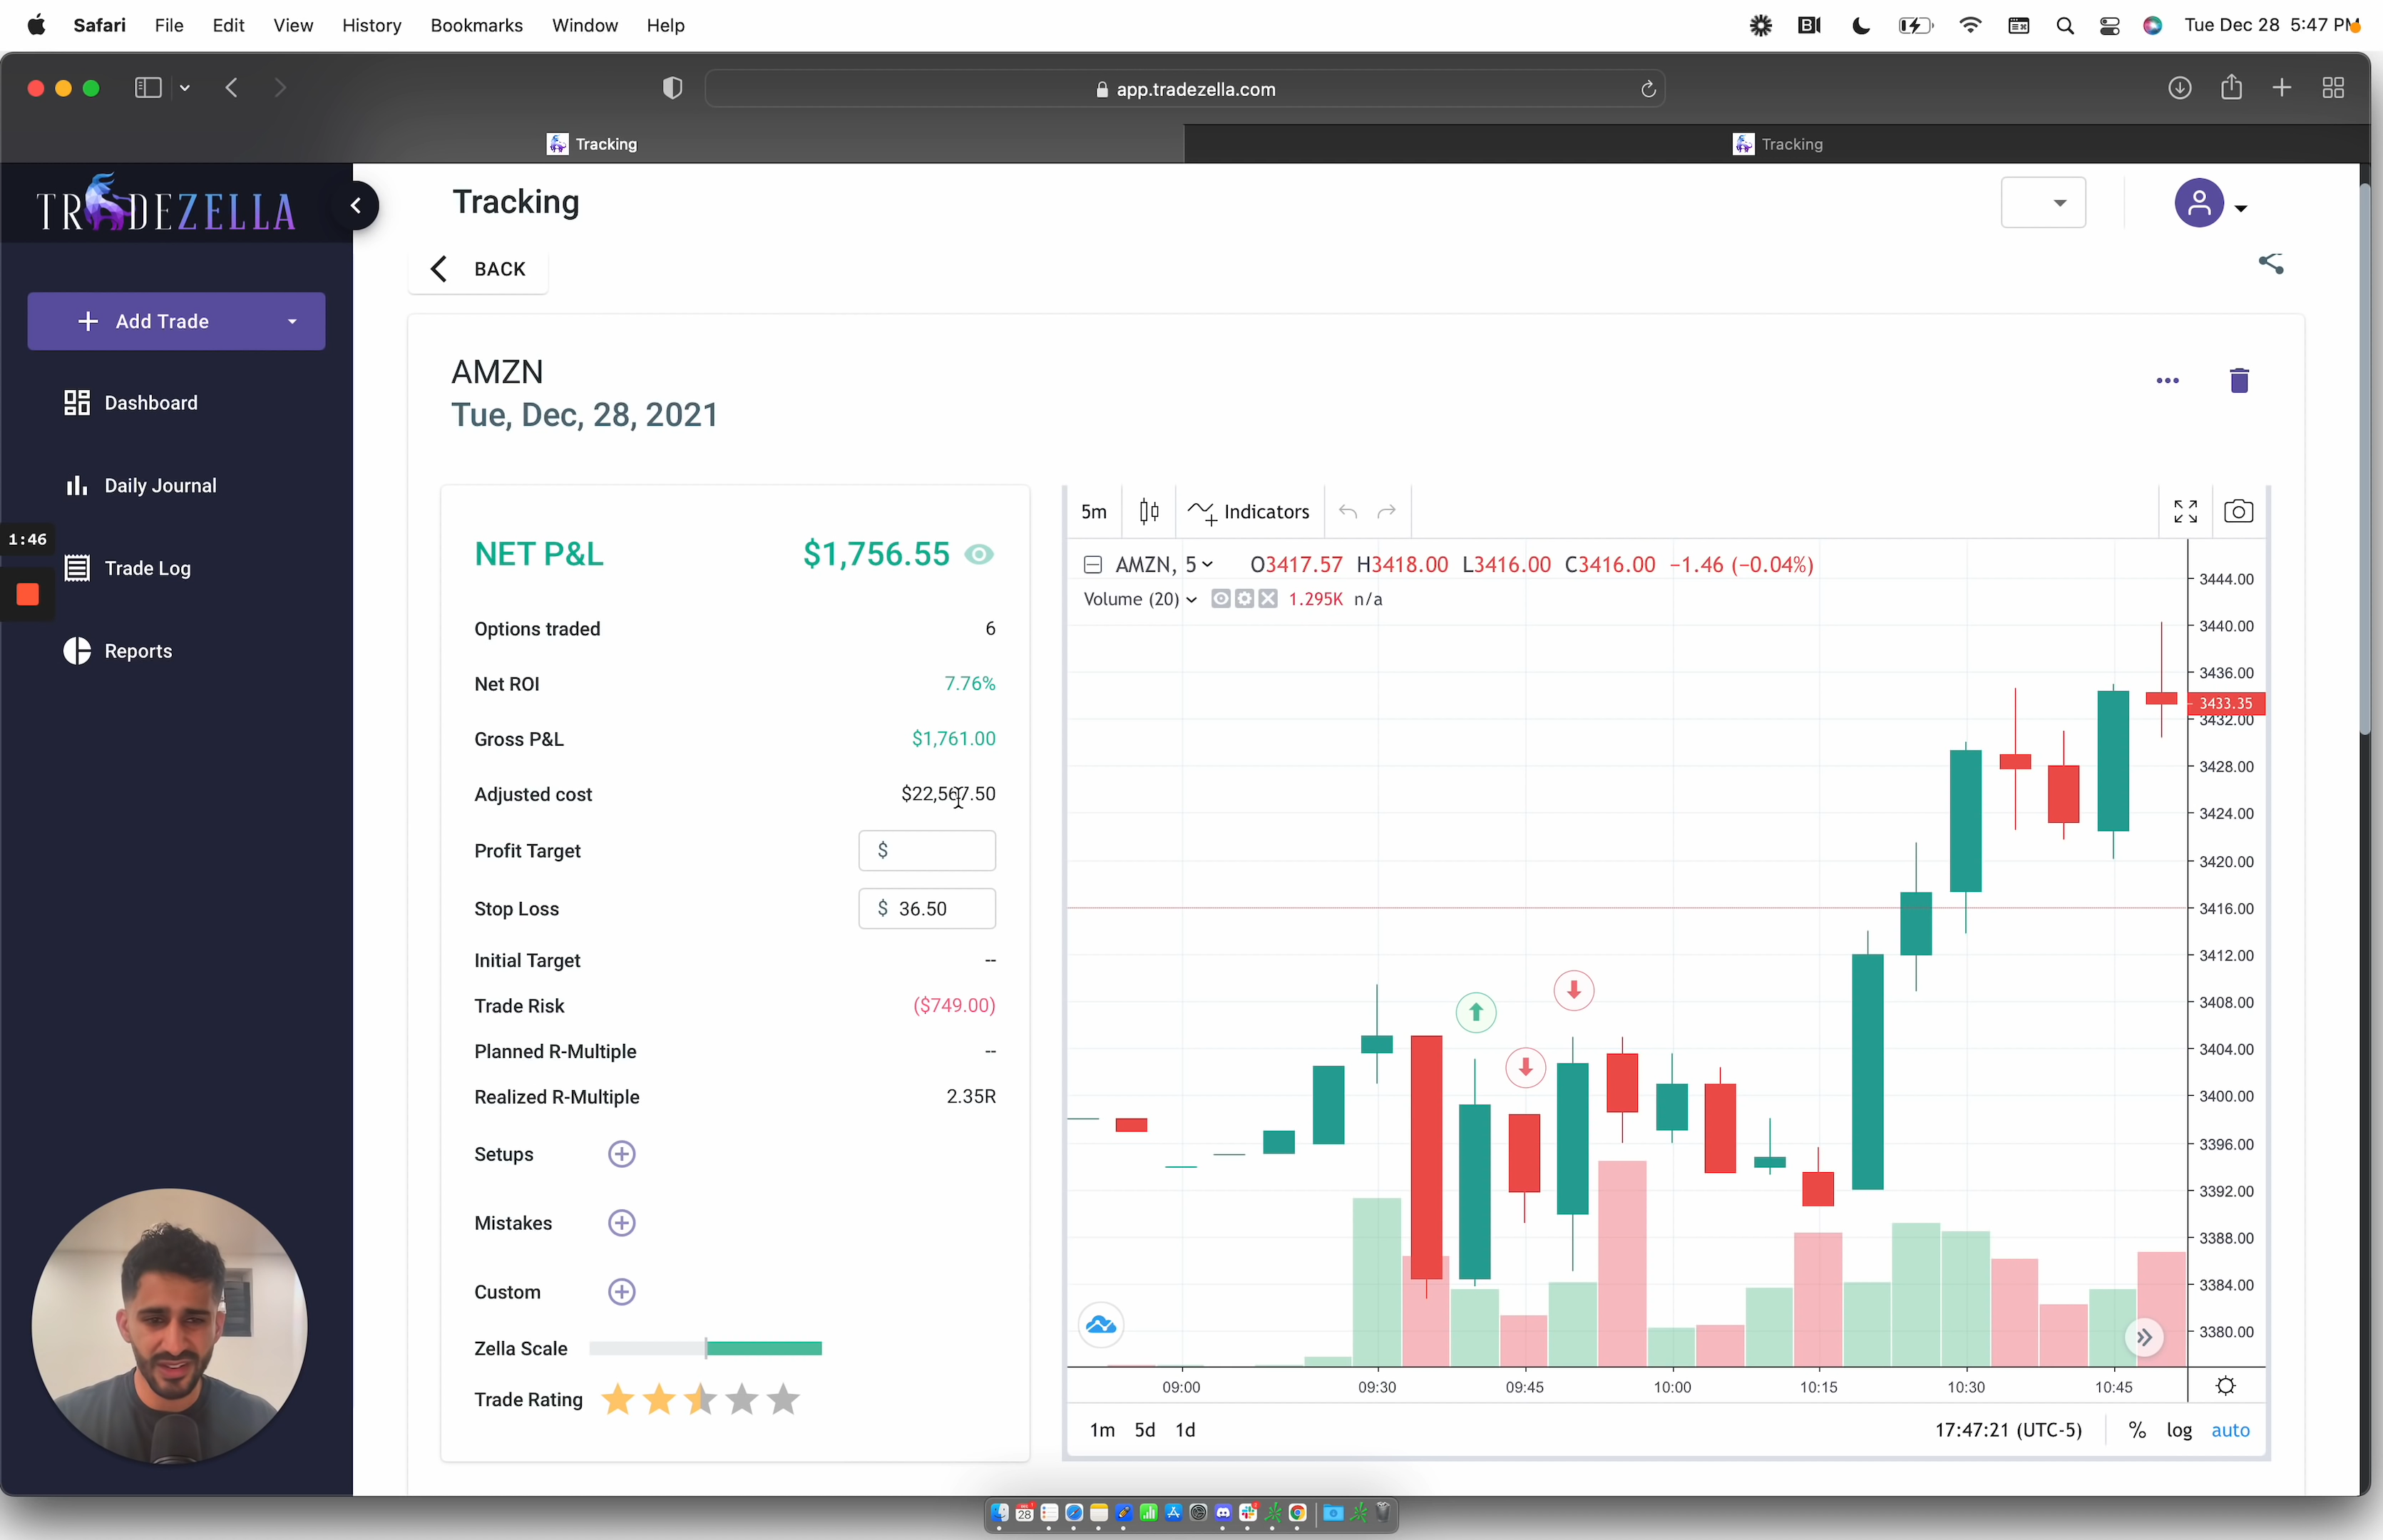 Safari File Edit View History Bookmarks Window Help
Tue Dec 28 5:47 PM
app.tradezella.com
Tracking
Tracking
TRADEZELLA
Tracking
BACK
Add Trade
Dashboard
Daily Journal
1:46
Trade Log
Reports
AMZN
Tue, Dec, 28, 2021
NET P&L $1,756.55
Options traded 6
Net ROI 7.76%
Gross P&L $1,761.00
Adjusted cost $22,567.50
Profit Target $
Stop Loss $ 36.50
Initial Target --
Trade Risk ($749.00)
Planned R-Multiple --
Realized R-Multiple 2.35R
Setups
Mistakes
Custom
Zella Scale
Trade Rating
5m Indicators
AMZN, 5 O3417.57 H3418.00 L3416.00 C3416.00 −1.46 (−0.04%)
Volume (20) 1.295K n/a
3444.00
3440.00
3436.00
3433.35
3432.00
3428.00
3424.00
3420.00
3416.00
3412.00
3408.00
3404.00
3400.00
3396.00
3392.00
3388.00
3384.00
3380.00
09:00 09:30 09:45 10:00 10:15 10:30 10:45
1m 5d 1d 17:47:21 (UTC-5) % log auto
28